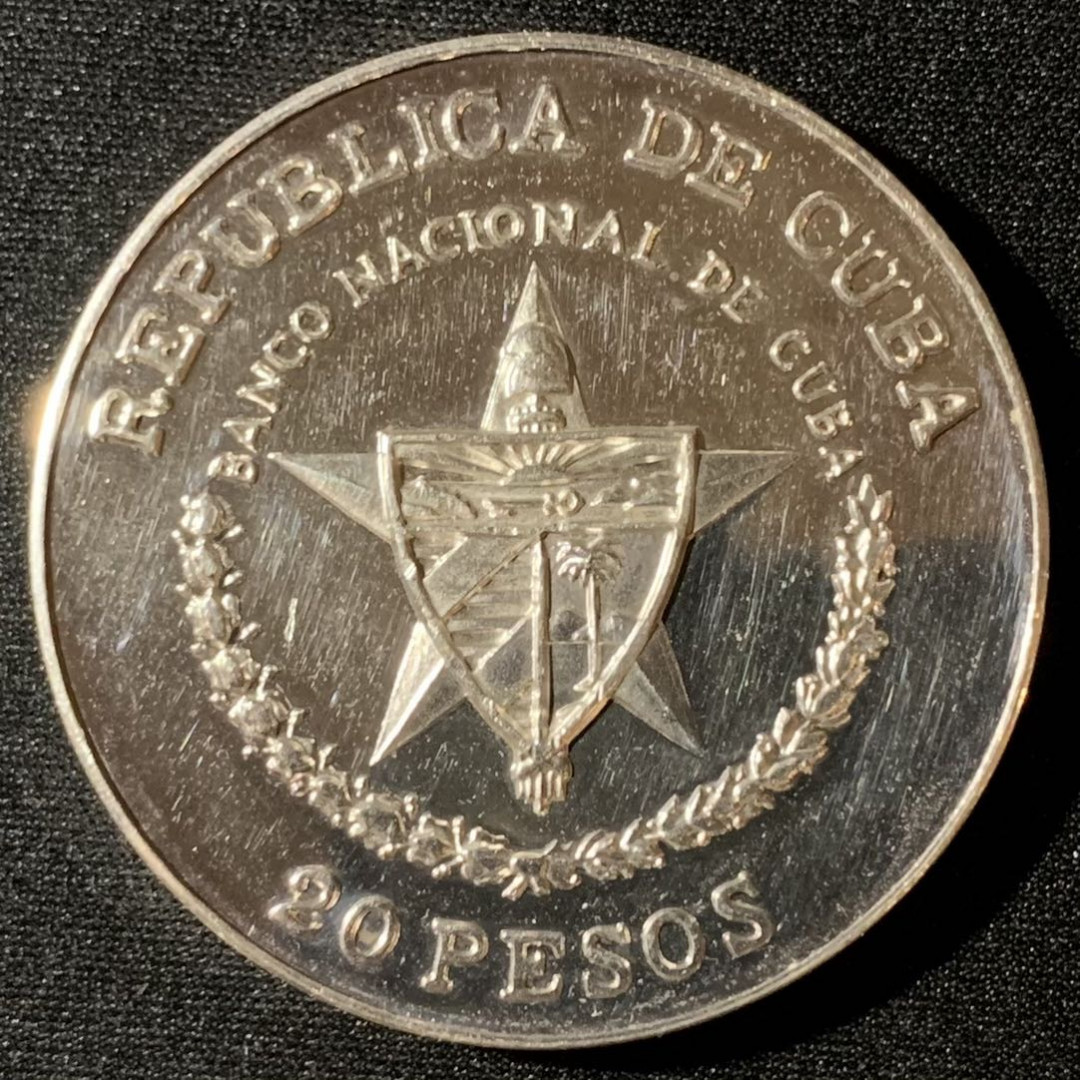 REPUBLICA DE CUBA
BANCO NACIONAL DE CUBA
20 PESOS